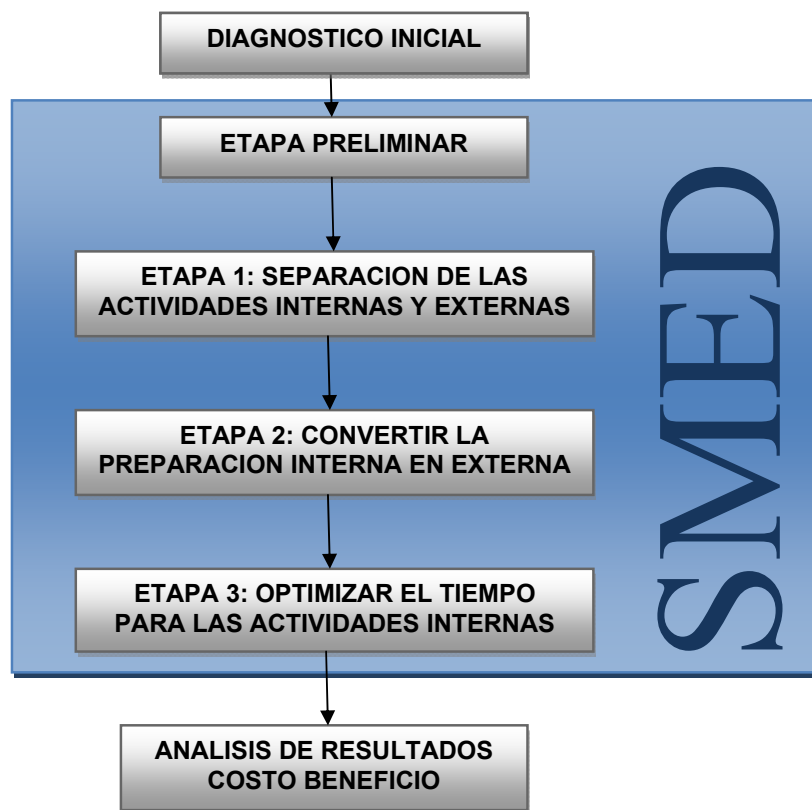 DIAGNOSTICO INICIAL
ETAPA PRELIMINAR
ETAPA 1: SEPARACION DE LAS
ACTIVIDADES INTERNAS Y EXTERNAS
ETAPA 2: CONVERTIR LA
PREPARACION INTERNA EN EXTERNA
ETAPA 3: OPTIMIZAR EL TIEMPO
PARA LAS ACTIVIDADES INTERNAS
SMED
ANALISIS DE RESULTADOS
COSTO BENEFICIO